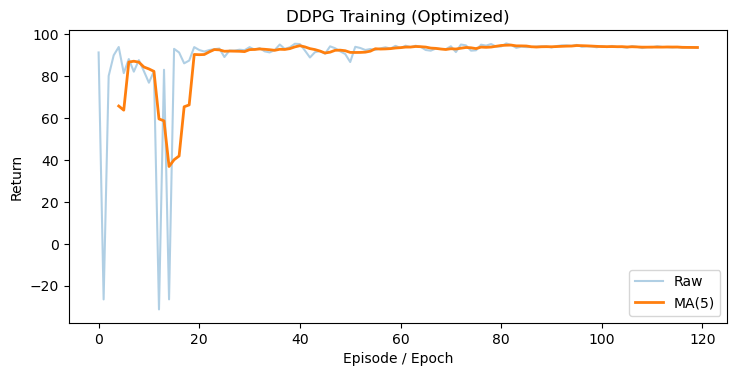 DDPG Training (Optimized)
Return
100
80
60
40
20
0
−20
0
20
40
60
80
100
120
Episode / Epoch
Raw
MA(5)